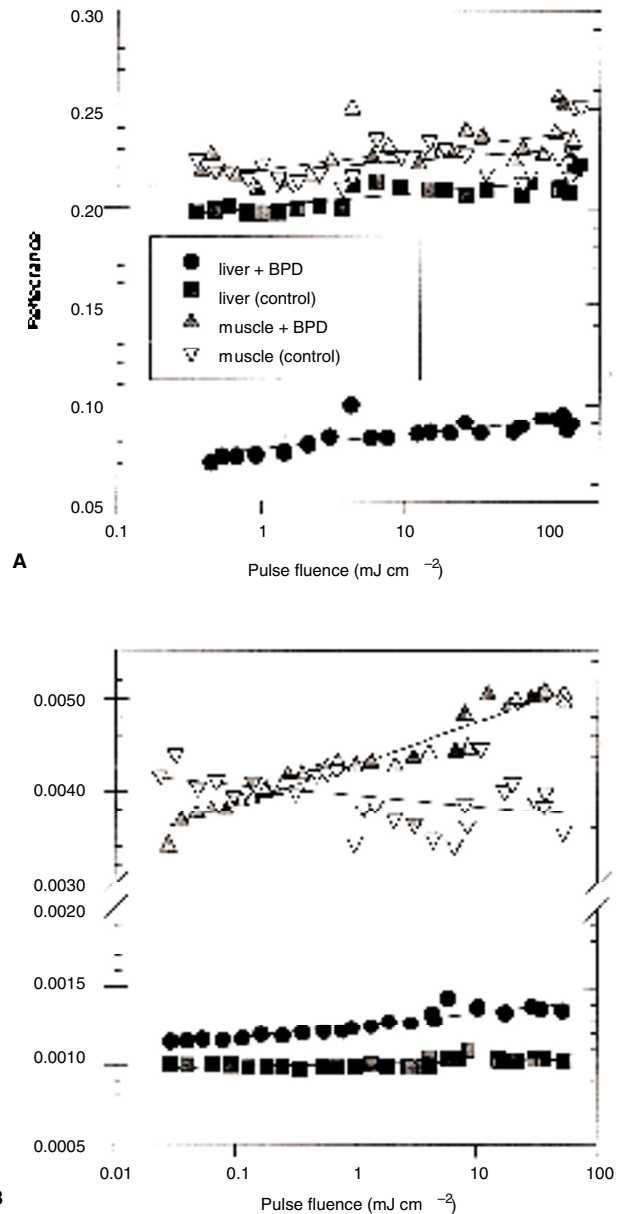 0.30
0.25
0.20
0.15
0.10
0.05
liver + BPD
liver (control)
muscle + BPD
muscle (control)
0.1 1 10 100
A
Pulse fluence (mJ cm −2)
0.0050
0.0040
0.0030
0.0020
0.0015
0.0010
0.0005
0.01 0.1 1 10 100
Pulse fluence (mJ cm −2)